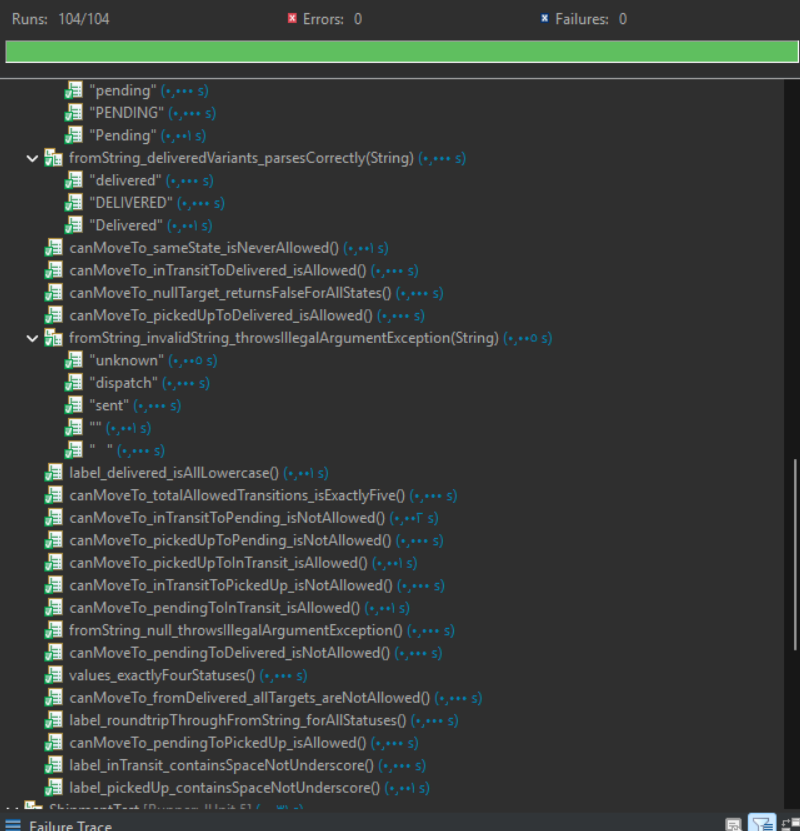 Runs: 104/104 Errors: 0 Failures: 0
"pending" (٠,٠٠٠ s)
"PENDING" (٠,٠٠٠ s)
"Pending" (٠,٠٠١ s)
fromString_deliveredVariants_parsesCorrectly(String) (٠,٠٠٠ s)
"delivered" (٠,٠٠٠ s)
"DELIVERED" (٠,٠٠٠ s)
"Delivered" (٠,٠٠١ s)
canMoveTo_sameState_isNeverAllowed() (٠,٠٠١ s)
canMoveTo_inTransitToDelivered_isAllowed() (٠,٠٠٠ s)
canMoveTo_nullTarget_returnsFalseForAllStates() (٠,٠٠٠ s)
canMoveTo_pickedUpToDelivered_isAllowed() (٠,٠٠٠ s)
fromString_invalidString_throwsIllegalArgumentException(String) (٠,٠٠٥ s)
"unknown" (٠,٠٠٥ s)
"dispatch" (٠,٠٠٠ s)
"sent" (٠,٠٠٠ s)
"" (٠,٠٠١ s)
"   " (٠,٠٠٠ s)
label_delivered_isAllLowercase() (٠,٠٠١ s)
canMoveTo_totalAllowedTransitions_isExactlyFive() (٠,٠٠٠ s)
canMoveTo_inTransitToPending_isNotAllowed() (٠,٠٠٢ s)
canMoveTo_pickedUpToPending_isNotAllowed() (٠,٠٠٠ s)
canMoveTo_pickedUpToInTransit_isAllowed() (٠,٠٠١ s)
canMoveTo_inTransitToPickedUp_isNotAllowed() (٠,٠٠٠ s)
canMoveTo_pendingToInTransit_isAllowed() (٠,٠٠١ s)
fromString_null_throwsIllegalArgumentException() (٠,٠٠٠ s)
canMoveTo_pendingToDelivered_isNotAllowed() (٠,٠٠٠ s)
values_exactlyFourStatuses() (٠,٠٠٠ s)
canMoveTo_fromDelivered_allTargets_areNotAllowed() (٠,٠٠٠ s)
label_roundtripThroughFromString_forAllStatuses() (٠,٠٠٠ s)
canMoveTo_pendingToPickedUp_isAllowed() (٠,٠٠٠ s)
label_inTransit_containsSpaceNotUnderscore() (٠,٠٠٠ s)
label_pickedUp_containsSpaceNotUnderscore() (٠,٠٠١ s)
ShipmentTest [Runner: JUnit 5]
Failure Trace